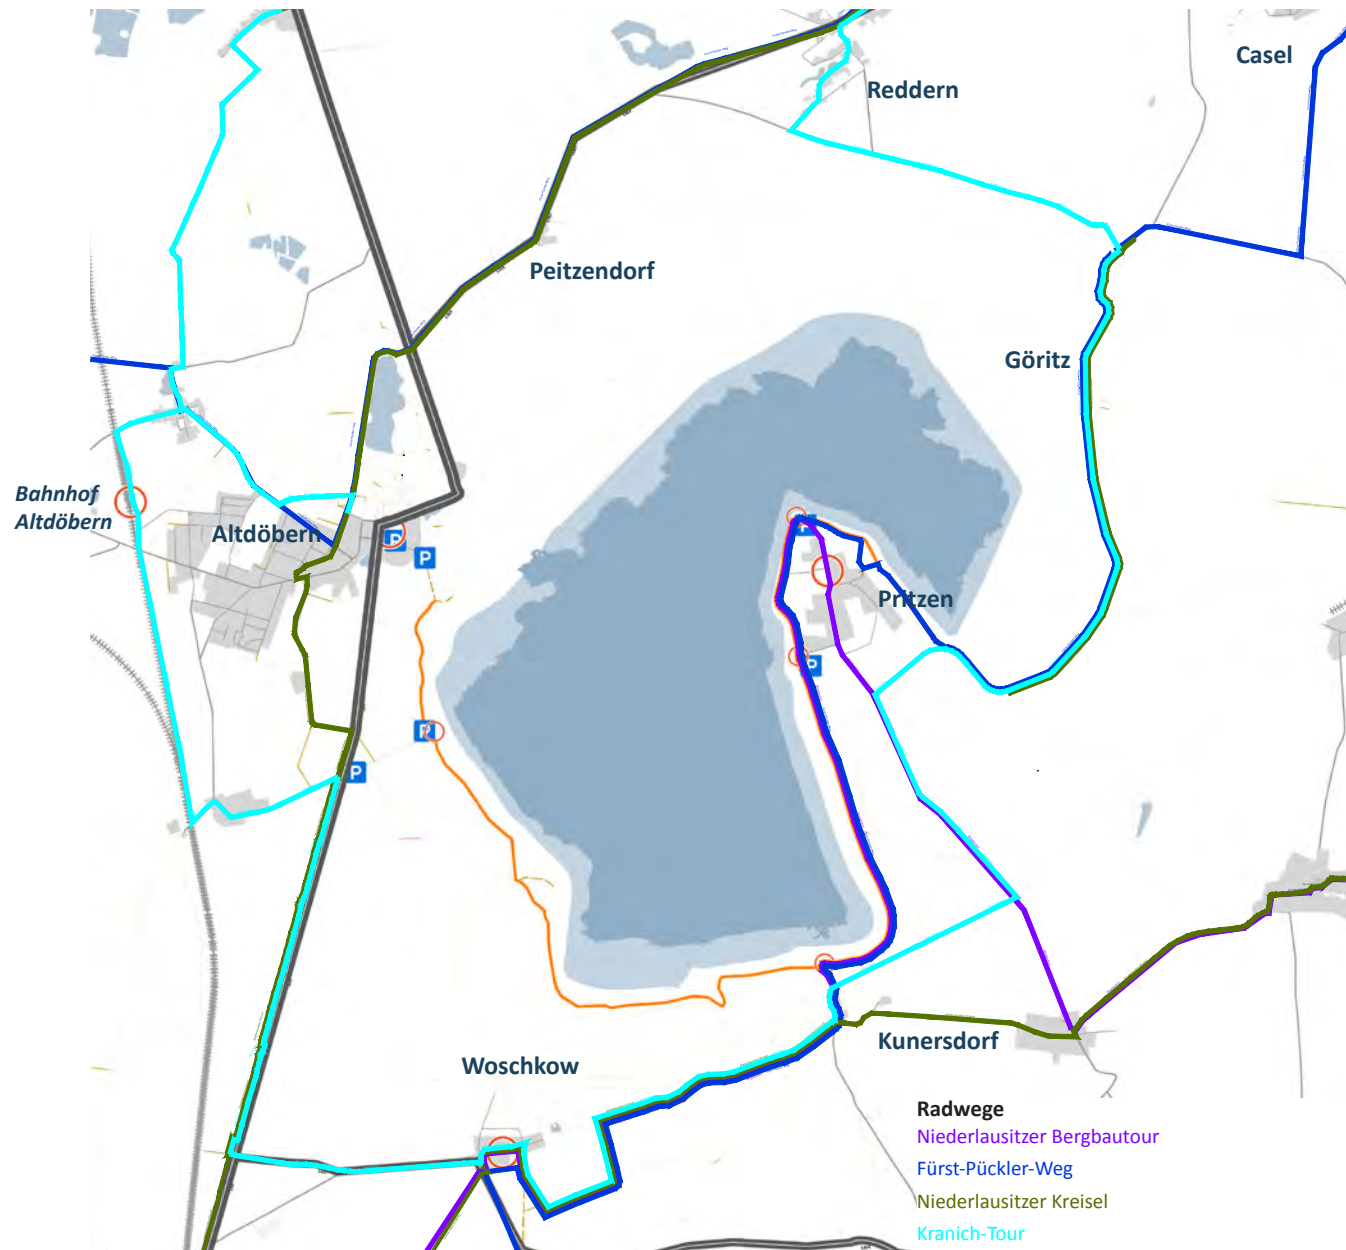 Casel
Reddern
Peitzendorf
Göritz
Bahnhof
Altdöbern
Altdöbern
P
P
Pritzen
P
P
P
Kunersdorf
Woschkow
Radwege
Niederlausitzer Bergbautour
Fürst-Pückler-Weg
Niederlausitzer Kreisel
Kranich-Tour